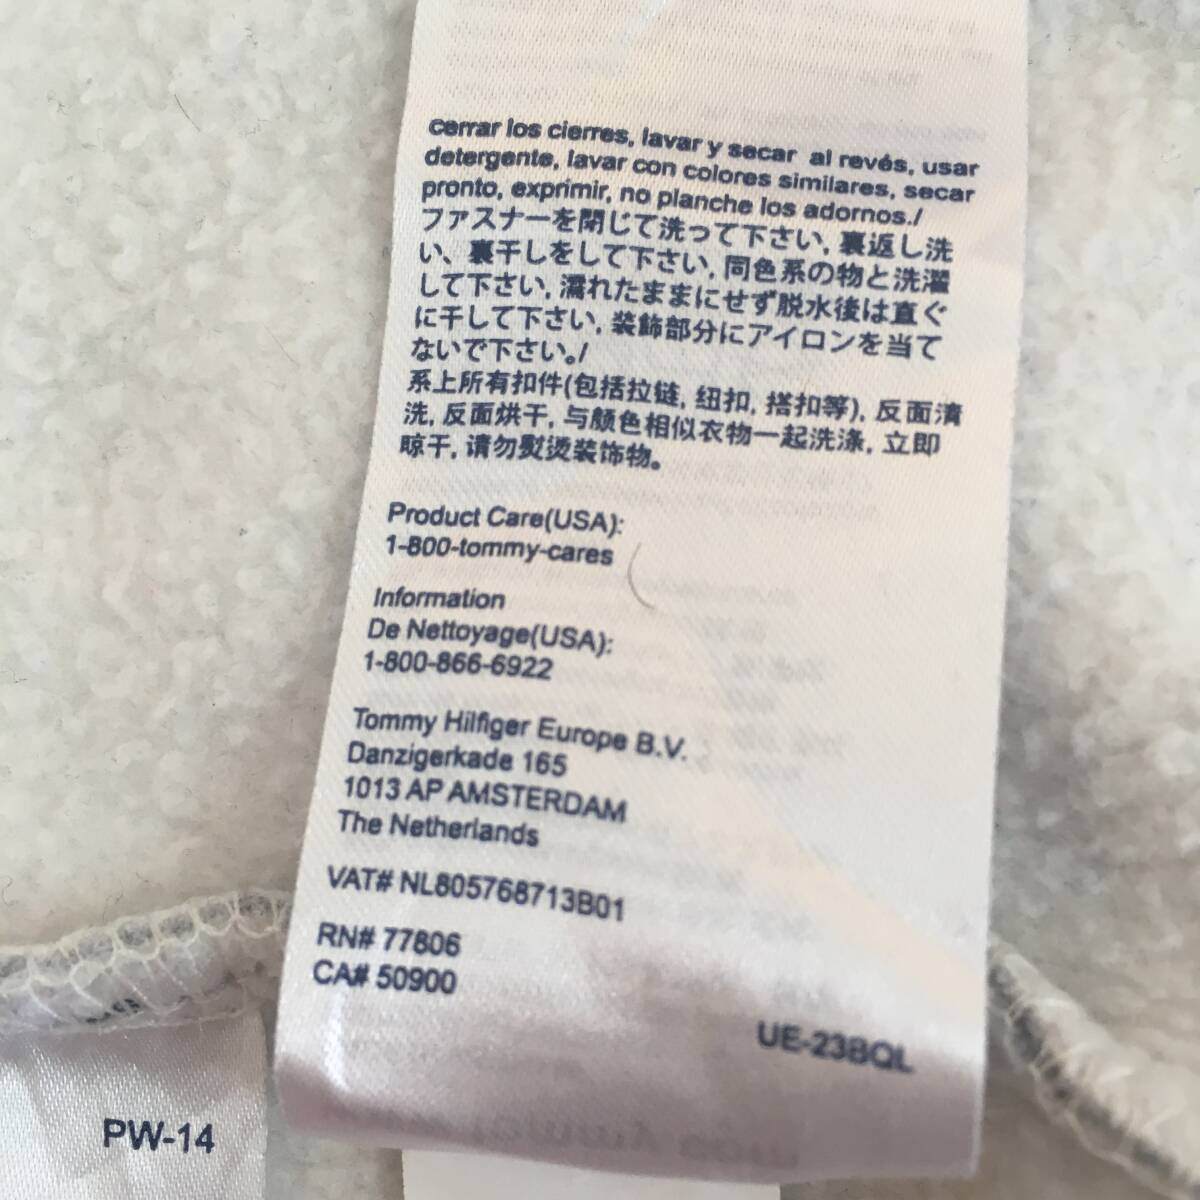 cerrar los cierres, lavar y secar al revés, usar
detergente, lavar con colores similares, secar
pronto, exprimir, no planche los adornos./
ファスナーを閉じて洗って下さい, 裏返し洗
い、裏干しをして下さい, 同色系の物と洗濯
して下さい, 濡れたままにせず脱水後は直ぐ
に干して下さい, 装飾部分にアイロンを当て
ないで下さい。/
系上所有扣件(包括拉链, 纽扣, 搭扣等), 反面清
洗, 反面烘干, 与颜色相似衣物一起洗涤, 立即
晾干, 请勿熨烫装饰物。
Product Care(USA):
1-800-tommy-cares
Information
De Nettoyage(USA):
1-800-866-6922
Tommy Hilfiger Europe B.V.
Danzigerkade 165
1013 AP AMSTERDAM
The Netherlands
VAT# NL805768713B01
RN# 77806
CA# 50900
UE-23BQL
PW-14